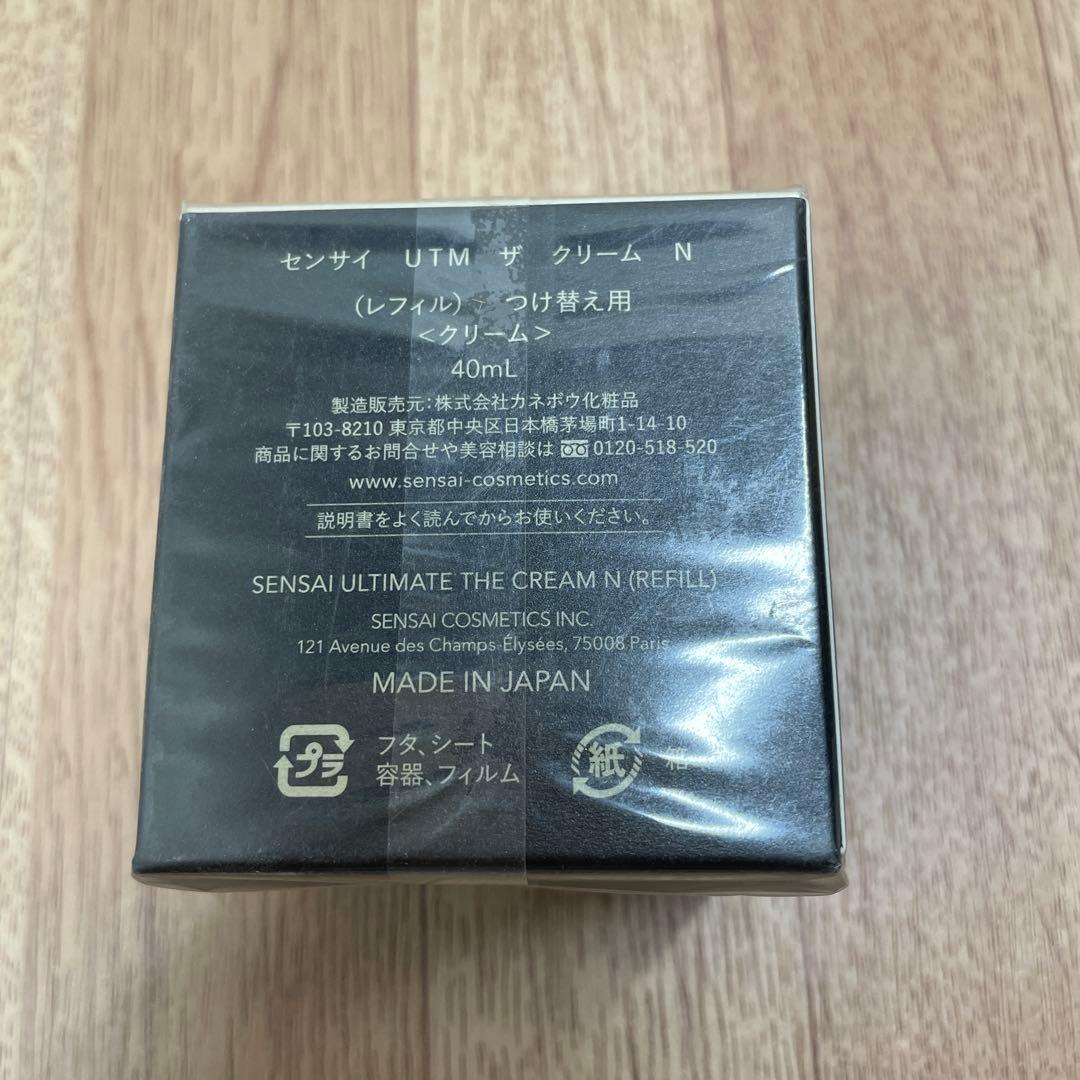 センサイ UTM ザ クリーム N
(レフィル) つけ替え用
<クリーム>
40mL
製造販売元:株式会社カネボウ化粧品
〒103-8210 東京都中央区日本橋茅場町1-14-10
商品に関するお問合せや美容相談は 0120-518-520
www.sensai-cosmetics.com
説明書をよく読んでからお使いください。
SENSAI ULTIMATE THE CREAM N (REFILL)
SENSAI COSMETICS INC.
121 Avenue des Champs-Élysées, 75008 Paris
MADE IN JAPAN
プラ フタ、シート
容器、フィルム
紙 箱